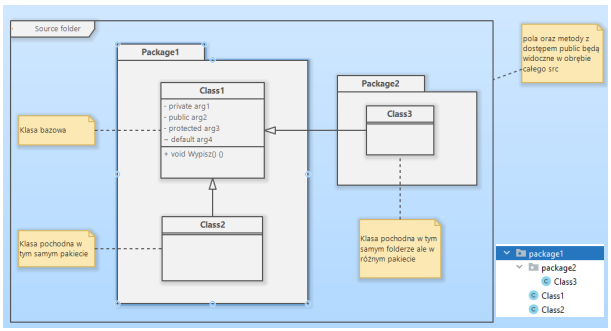 Source folder
pola oraz metody z
dostępem public będą
widoczne w obrębie
całego src
Package1
Class1
- private arg1
- public arg2
- protected arg3
~ default arg4
+ void Wypisz() ()
Package2
Class3
Klasa bazowa
Class2
Klasa pochodna w
tym samym pakiecie
Klasa pochodna w tym
samym folderze ale w
różnym pakiecie
package1
package2
Class3
Class1
Class2